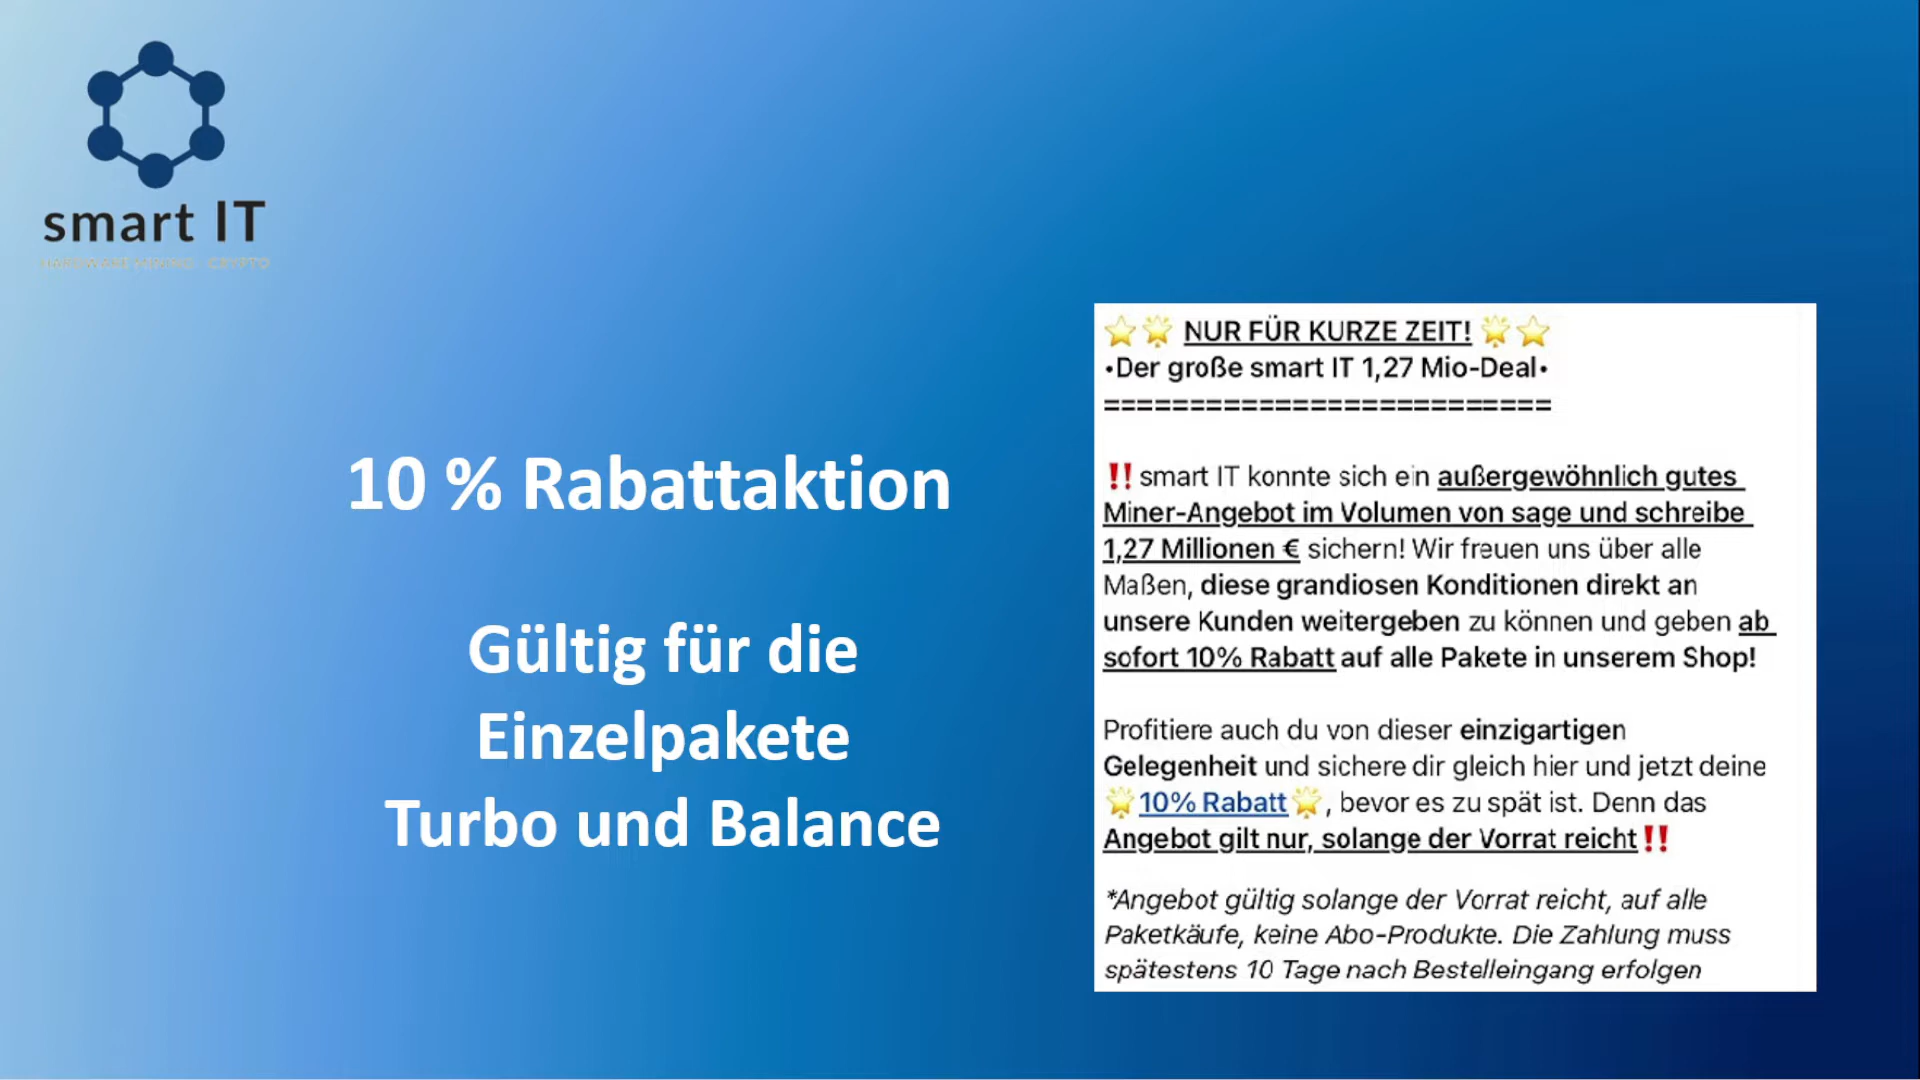 smart IT
HARDWARE MINING · CRYPTO
10 % Rabattaktion
Gültig für die
Einzelpakete
Turbo und Balance
⭐🌟 NUR FÜR KURZE ZEIT! 🌟⭐
•Der große smart IT 1,27 Mio-Deal•
==========================
‼️smart IT konnte sich ein außergewöhnlich gutes
Miner-Angebot im Volumen von sage und schreibe
1,27 Millionen € sichern! Wir freuen uns über alle
Maßen, diese grandiosen Konditionen direkt an
unsere Kunden weitergeben zu können und geben ab
sofort 10% Rabatt auf alle Pakete in unserem Shop!
Profitiere auch du von dieser einzigartigen
Gelegenheit und sichere dir gleich hier und jetzt deine
🌟10% Rabatt🌟, bevor es zu spät ist. Denn das
Angebot gilt nur, solange der Vorrat reicht‼️
*Angebot gültig solange der Vorrat reicht, auf alle
Paketkäufe, keine Abo-Produkte. Die Zahlung muss
spätestens 10 Tage nach Bestelleingang erfolgen